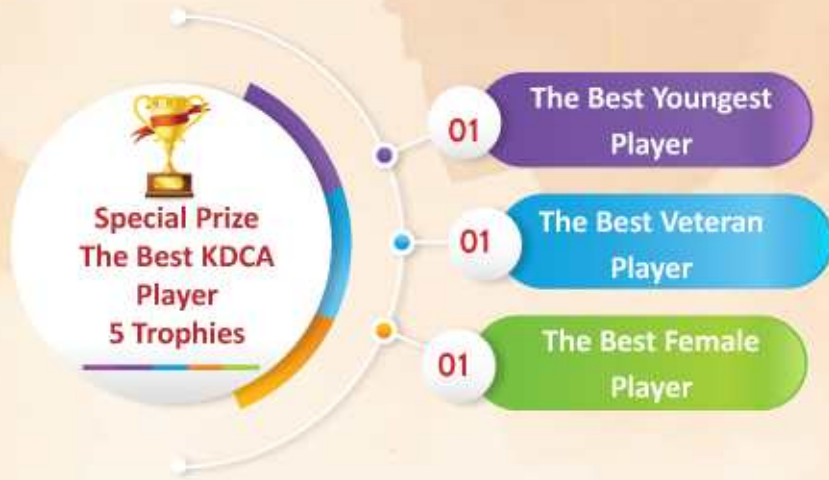 Special Prize
The Best KDCA
Player
5 Trophies
01
The Best Youngest
Player
01
The Best Veteran
Player
01
The Best Female
Player